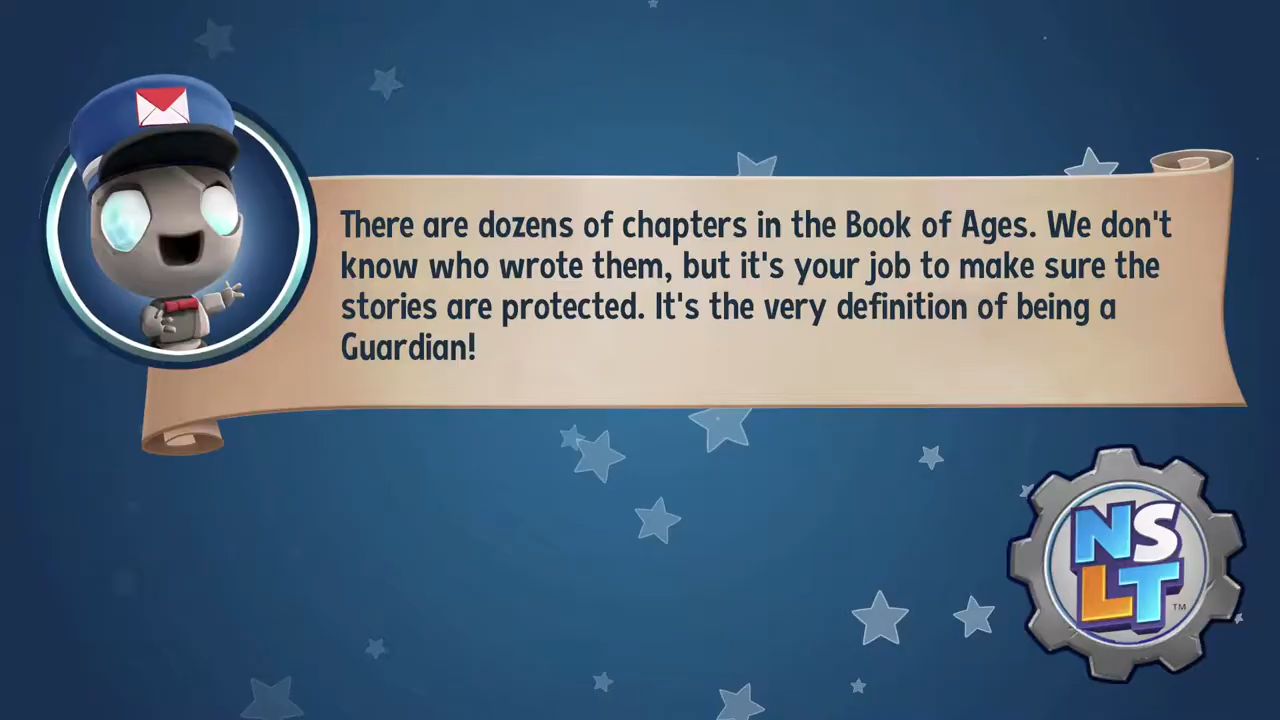 There are dozens of chapters in the Book of Ages. We don't
know who wrote them, but it's your job to make sure the
stories are protected. It's the very definition of being a
Guardian!
NS
LT
TM